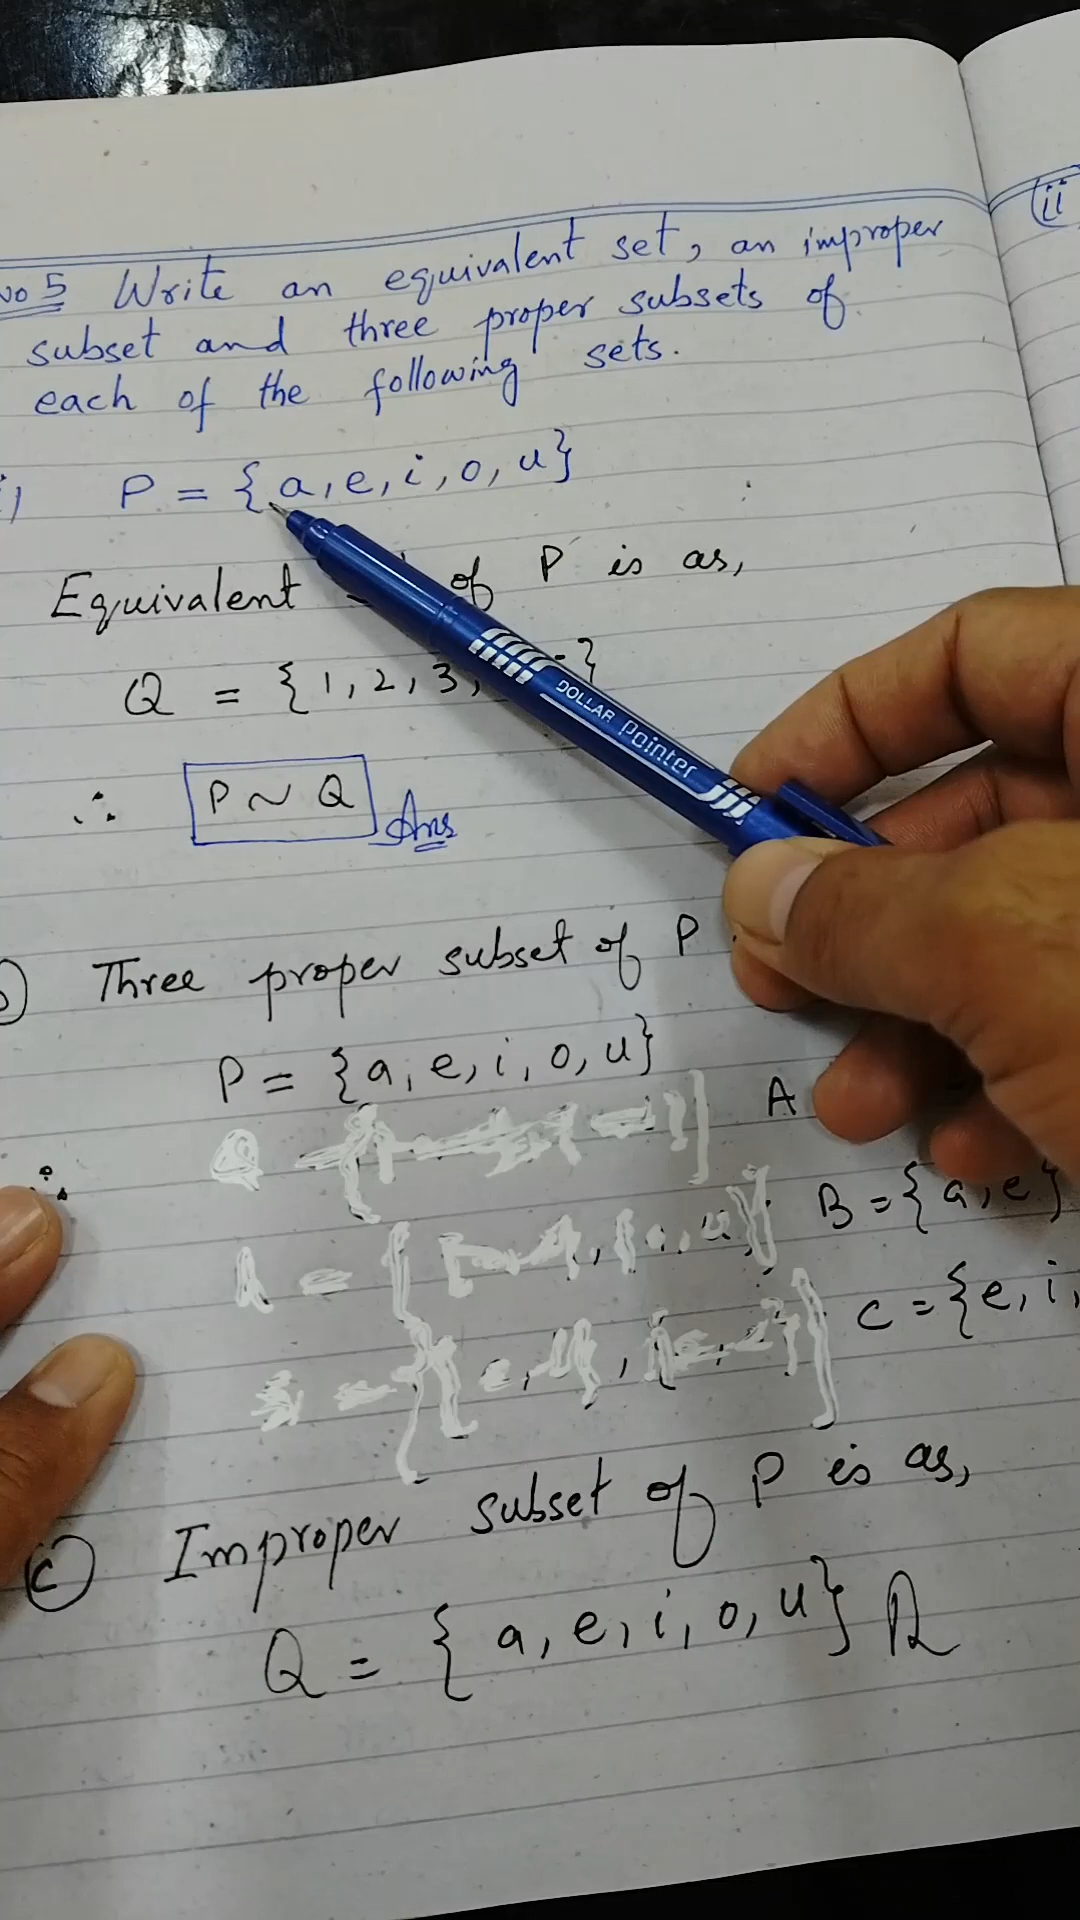 no 5 Write an equivalent set, an improper
subset and three proper subsets of
each of the following sets.
(ii
i) P = {a, e, i, o, u}
Equivalent of P is as,
Q = {1, 2, 3,
DOLLAR Pointer
∴ P ~ Q Ans
b) Three proper subset of P
P = {a, e, i, o, u}
A
B = {a, e}
C = {e, i,
c) Improper subset of P is as,
Q = {a, e, i, o, u}